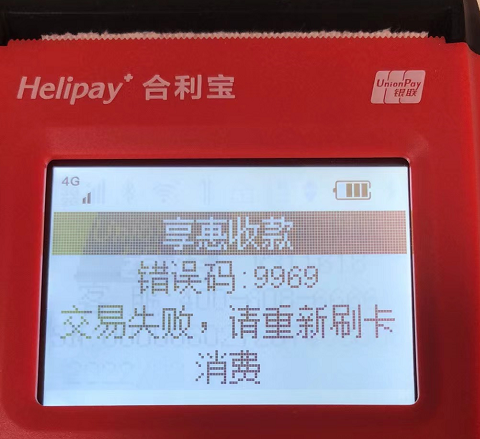 Helipay+ 合利宝
UnionPay
银联
4G
享惠收款
错误码:9969
交易失败，请重新刷卡
消费